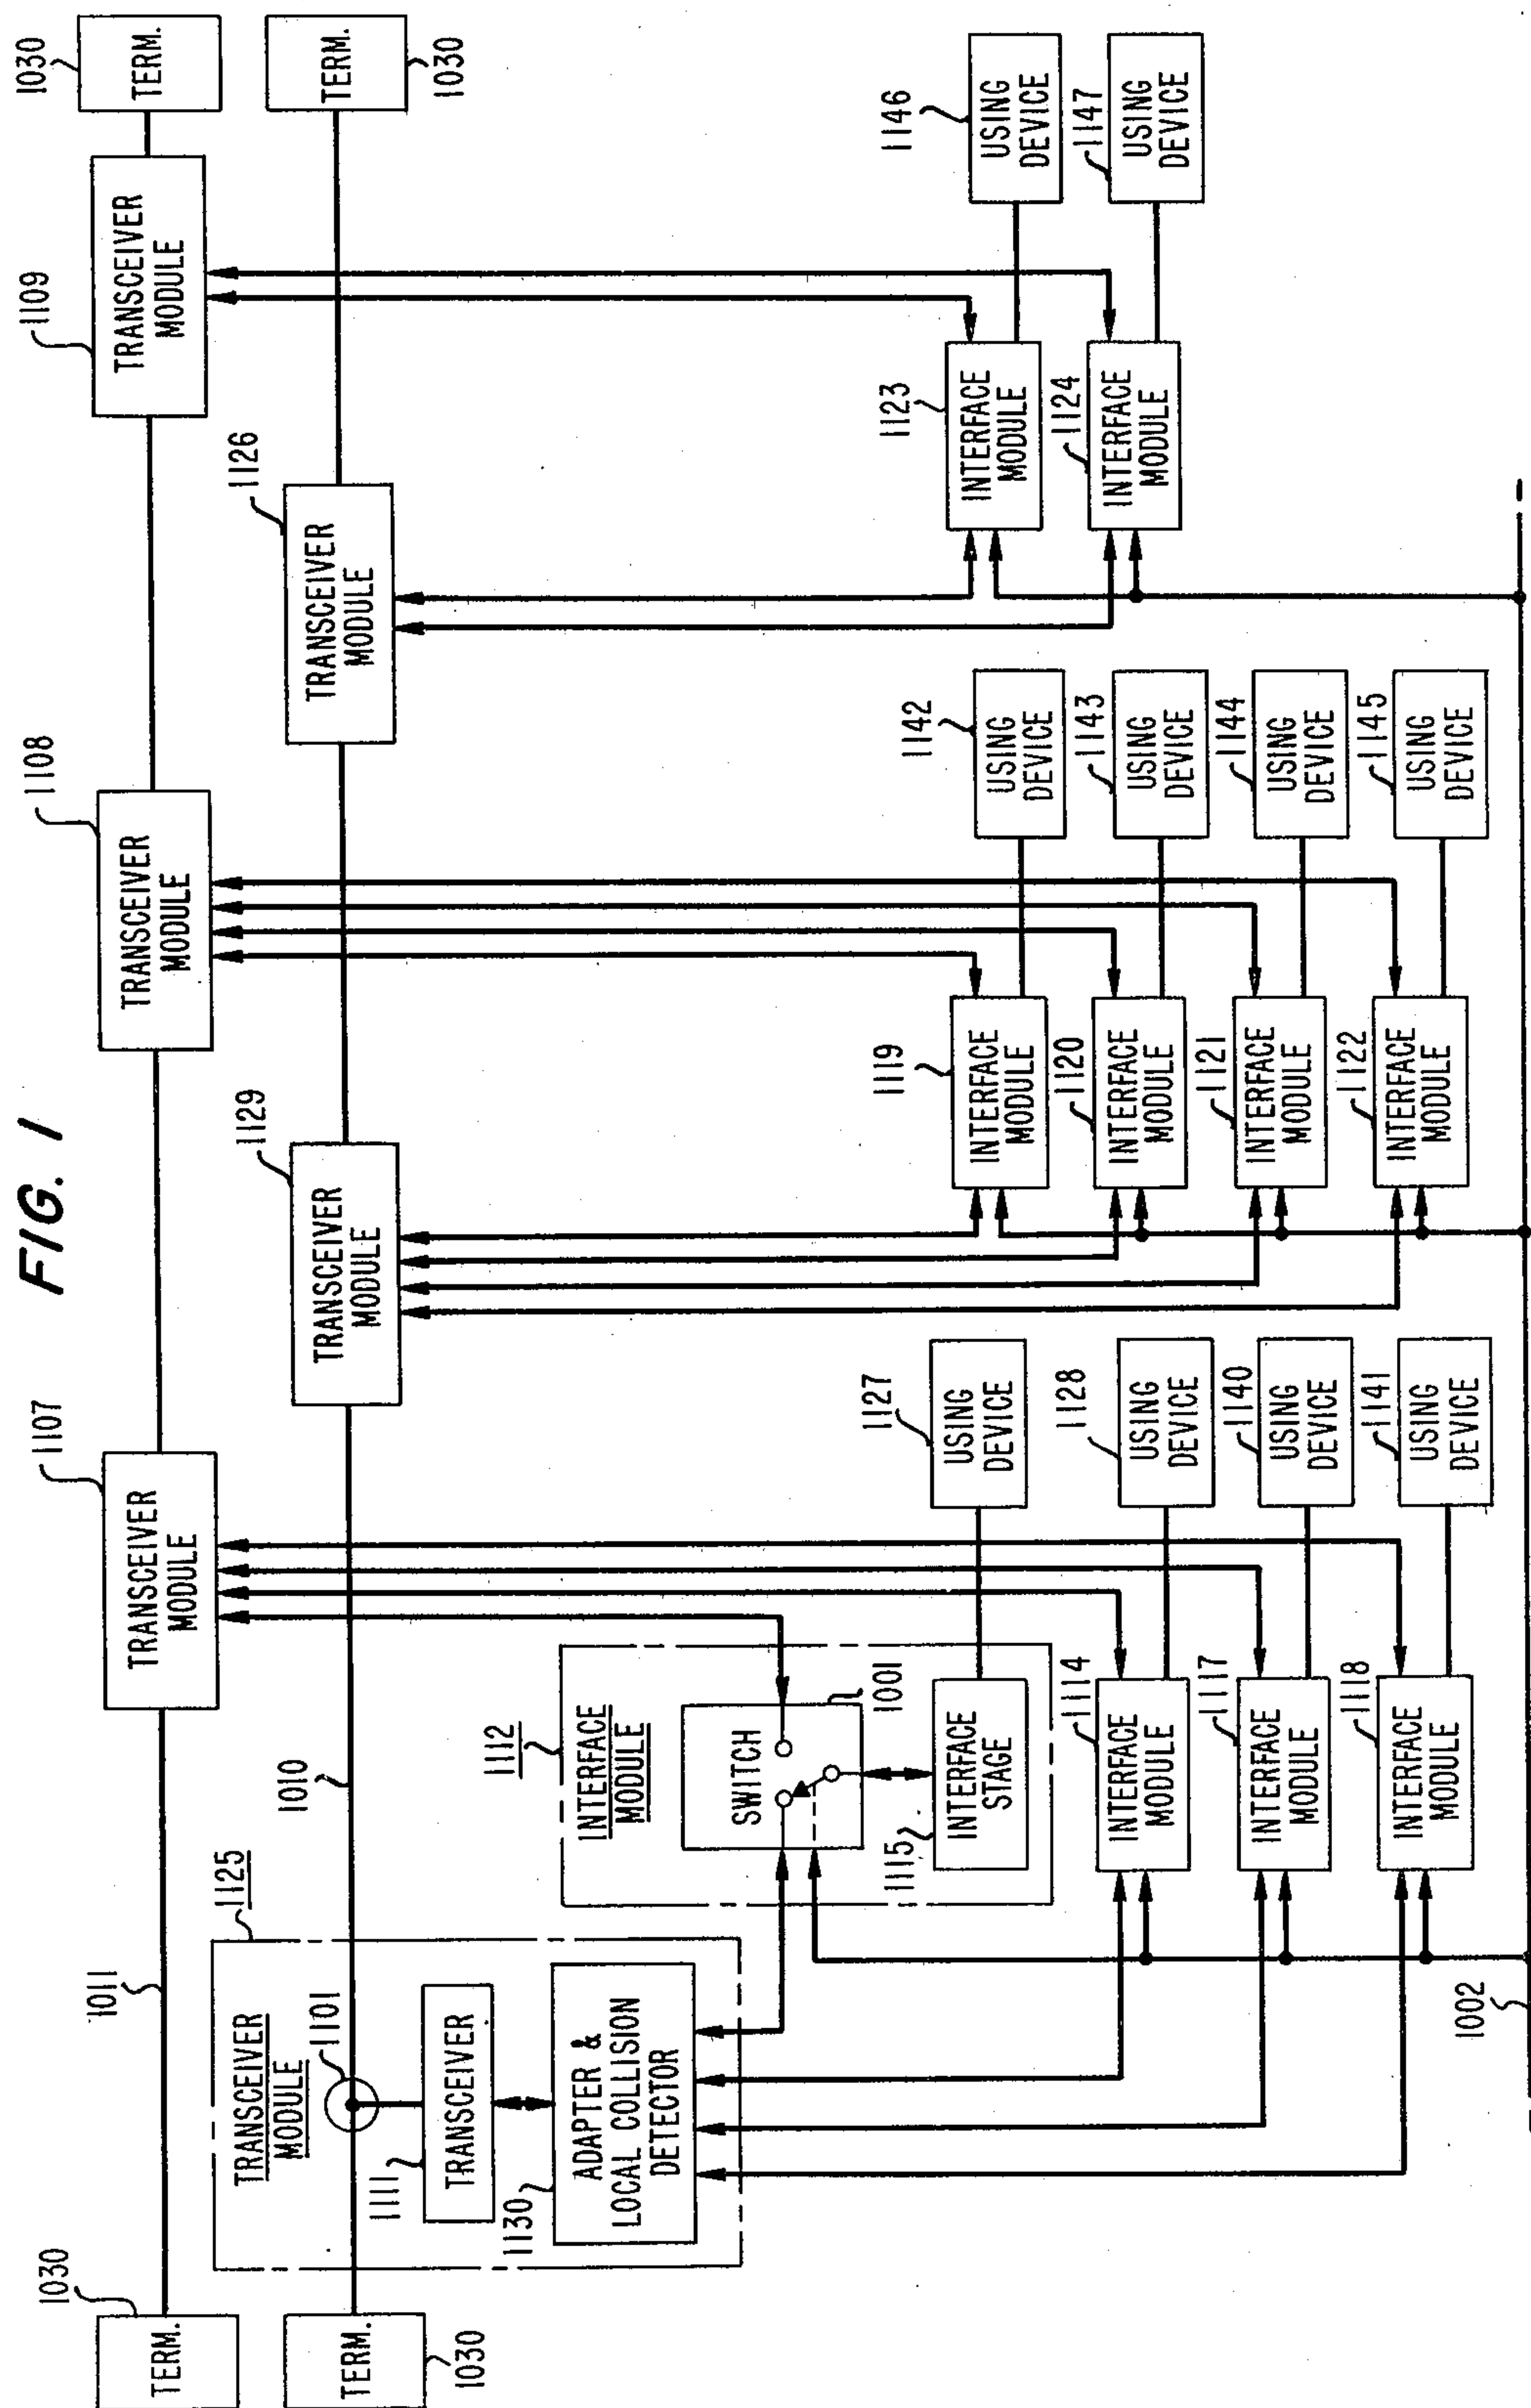 FIG. 1
1030
TERM.
1011
1107
TRANSCEIVER
MODULE
1108
TRANSCEIVER
MODULE
1109
TRANSCEIVER
MODULE
1030
TERM.
TERM.
1030
TRANSCEIVER
MODULE
1125
1101
1010
1129
TRANSCEIVER
MODULE
1126
TRANSCEIVER
MODULE
TERM.
1030
1111
TRANSCEIVER
1130
ADAPTER &
LOCAL COLLISION
DETECTOR
1112
INTERFACE
MODULE
SWITCH
1001
1115
INTERFACE
STAGE
1127
USING
DEVICE
1114
INTERFACE
MODULE
1128
USING
DEVICE
1117
INTERFACE
MODULE
1140
USING
DEVICE
1118
INTERFACE
MODULE
1141
USING
DEVICE
1119
INTERFACE
MODULE
1142
USING
DEVICE
1120
INTERFACE
MODULE
1143
USING
DEVICE
1121
INTERFACE
MODULE
1144
USING
DEVICE
1122
INTERFACE
MODULE
1145
USING
DEVICE
1123
INTERFACE
MODULE
1146
USING
DEVICE
1124
INTERFACE
MODULE
1147
USING
DEVICE
1002